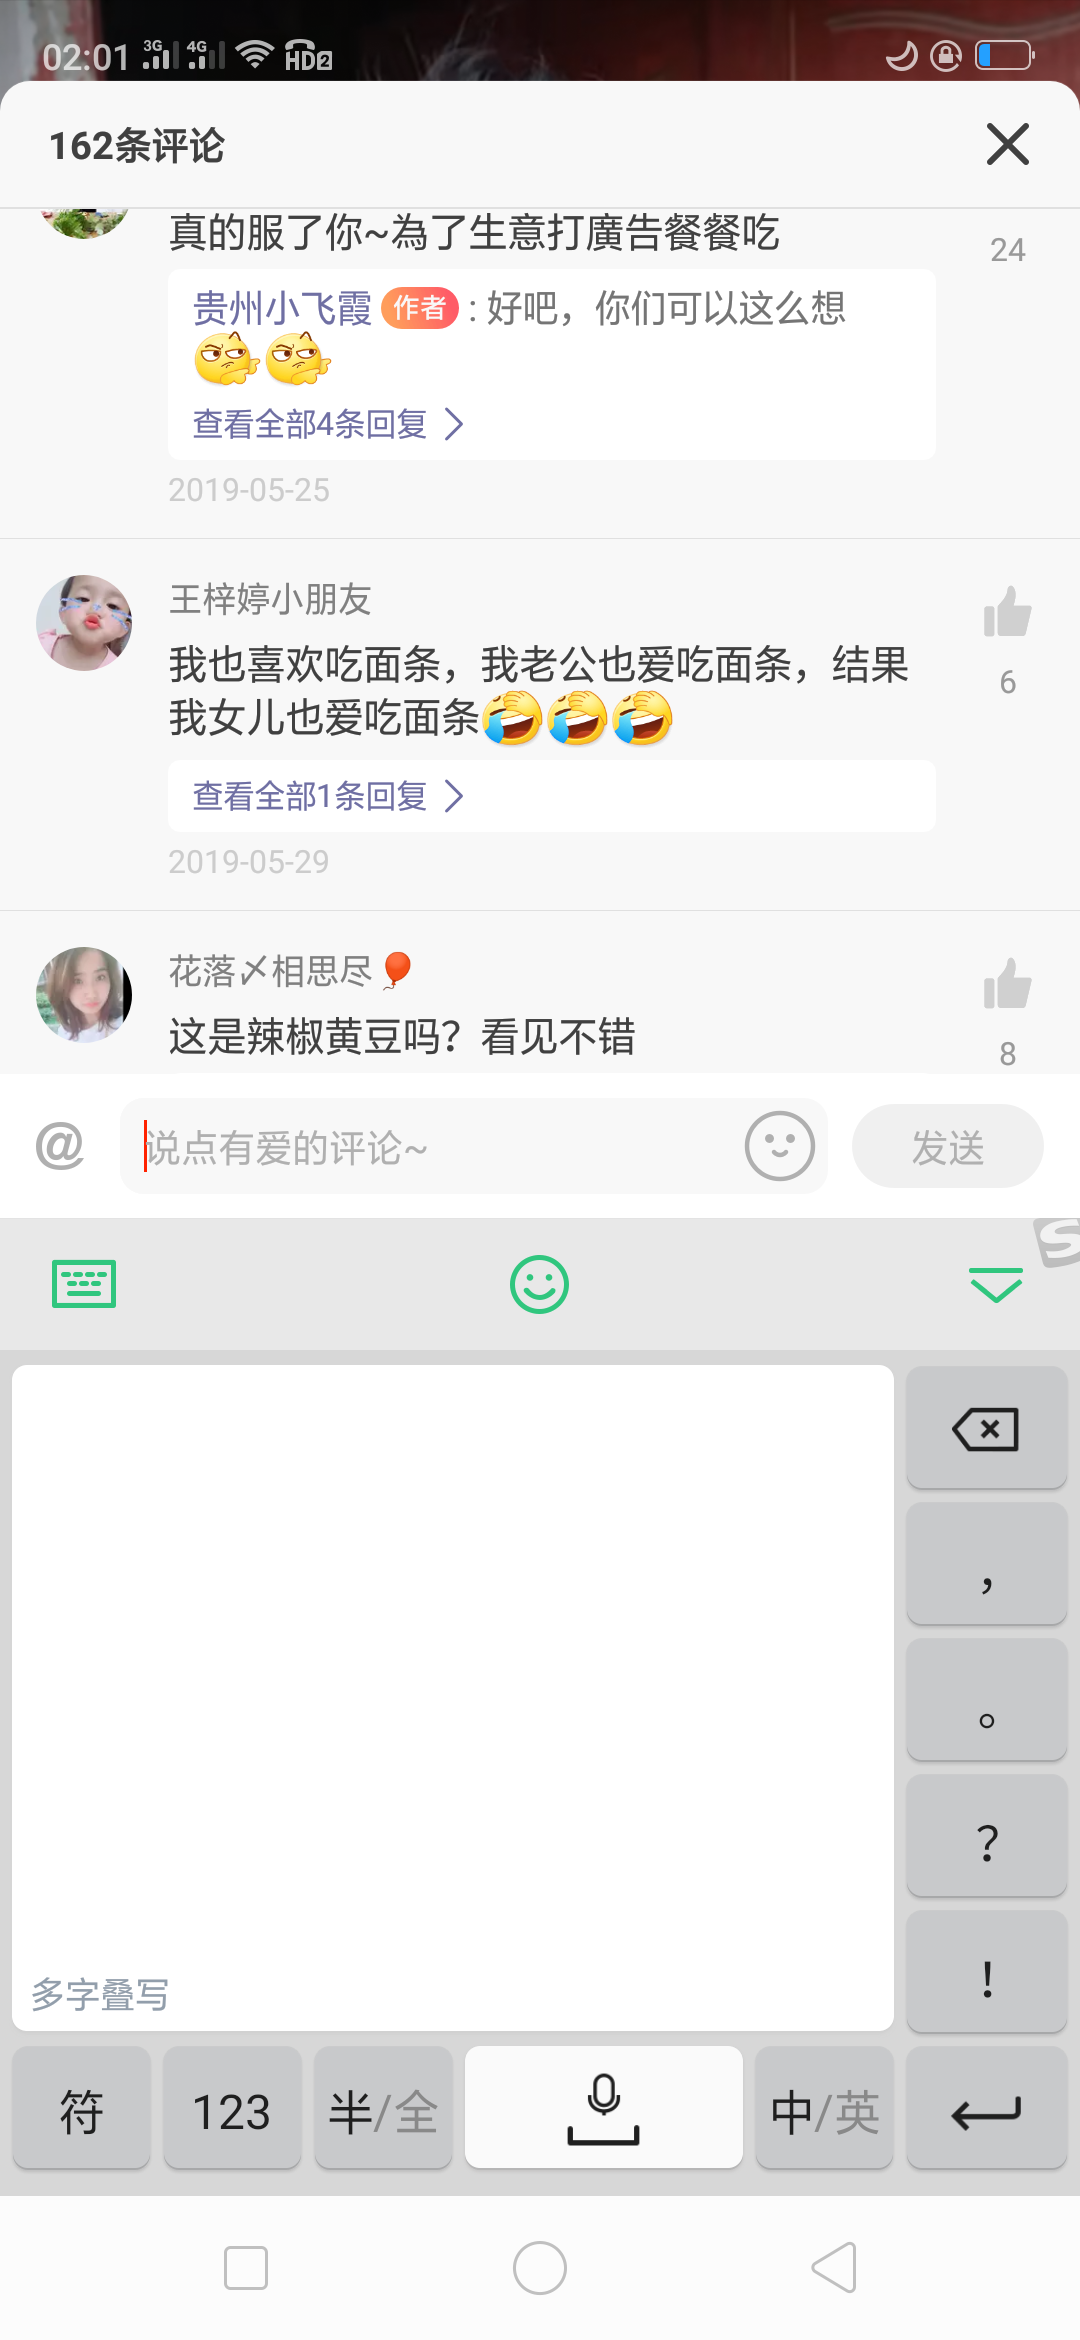 02:01 3G 4G HD2
162条评论
真的服了你~為了生意打廣告餐餐吃
24
贵州小飞霞 作者 : 好吧，你们可以这么想
查看全部4条回复
2019-05-25
王梓婷小朋友
我也喜欢吃面条，我老公也爱吃面条，结果
我女儿也爱吃面条
6
查看全部1条回复
2019-05-29
花落〆相思尽
这是辣椒黄豆吗？看见不错
8
@ 说点有爱的评论~ 发送
S
，
。
？
！
多字叠写
符 123 半/全 中/英